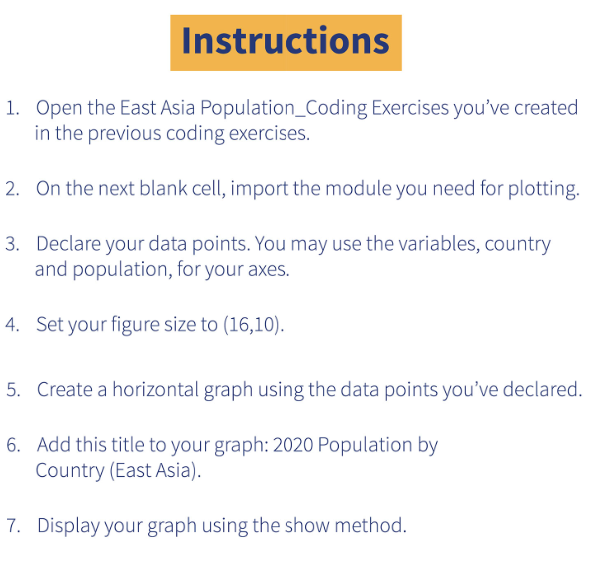 Instructions
1. Open the East Asia Population_Coding Exercises you’ve created
in the previous coding exercises.
2. On the next blank cell, import the module you need for plotting.
3. Declare your data points. You may use the variables, country
and population, for your axes.
4. Set your figure size to (16,10).
5. Create a horizontal graph using the data points you’ve declared.
6. Add this title to your graph: 2020 Population by
Country (East Asia).
7. Display your graph using the show method.